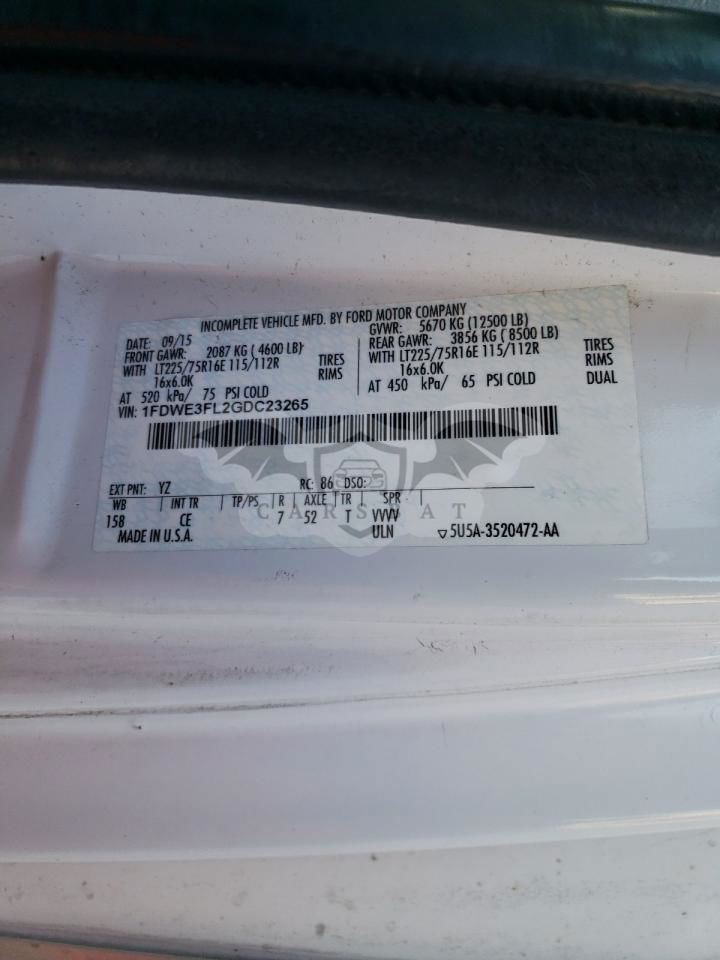 INCOMPLETE VEHICLE MFD. BY FORD MOTOR COMPANY
DATE: 09/15 GVWR: 5670 KG (12500 LB)
FRONT GAWR: 2087 KG ( 4600 LB) REAR GAWR: 3856 KG ( 8500 LB)
WITH LT225/75R16E 115/112R TIRES WITH LT225/75R16E 115/112R TIRES
16x6.0K RIMS 16x6.0K RIMS
AT 520 kPa/ 75 PSI COLD AT 450 kPa/ 65 PSI COLD DUAL
VIN: 1FDWE3FL2GDC23265
EXT PNT: YZ RC: 86 DSO:
WB INT TR TP/PS R AXLE TR SPR
158 CE 7 52 T VVVV
MADE IN U.S.A. ULN ▽5U5A-3520472-AA
CARS AT